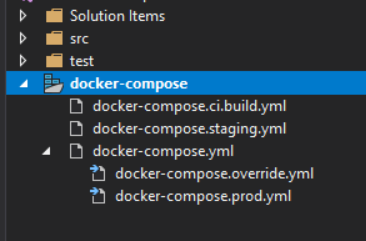 Solution Items
src
test
docker-compose
docker-compose.ci.build.yml
docker-compose.staging.yml
docker-compose.yml
docker-compose.override.yml
docker-compose.prod.yml